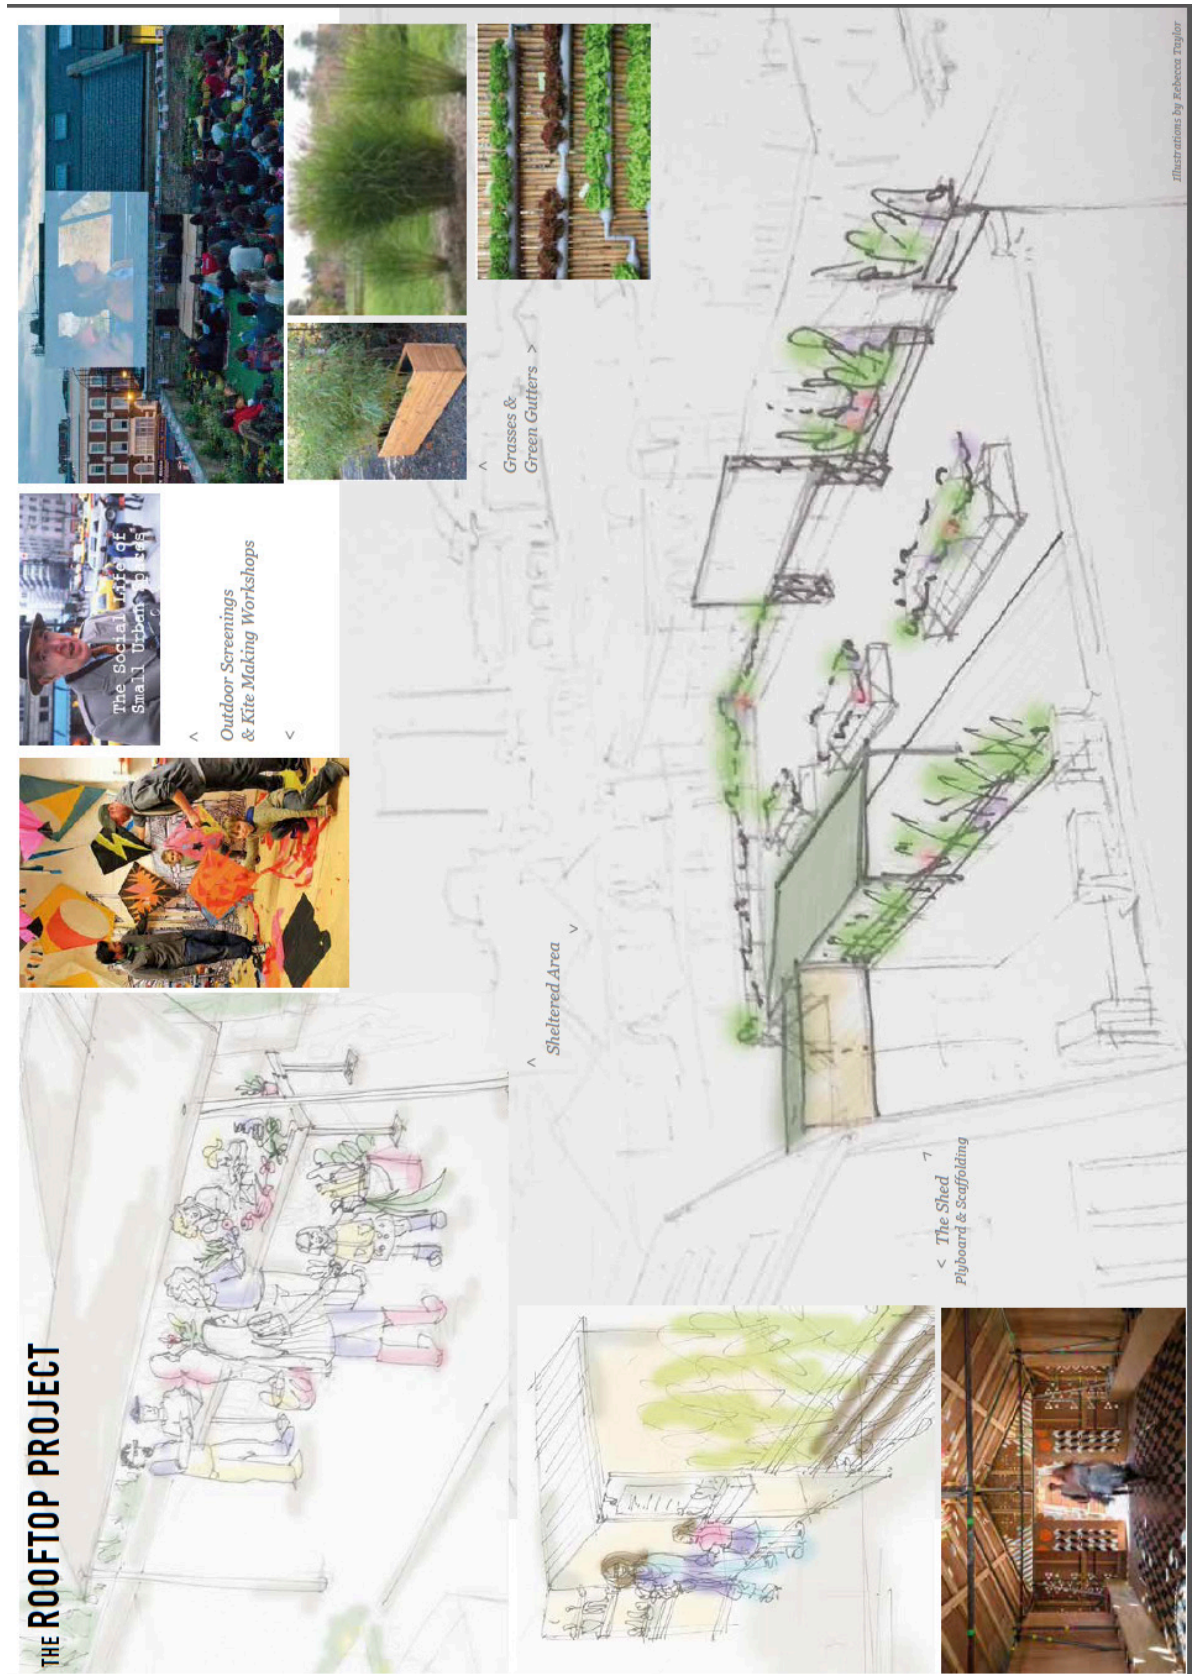 THE ROOFTOP PROJECT
The Social Life of
Small Urban Spaces
^
Outdoor Screenings
& Kite Making Workshops
<
^
Grasses &
Green Gutters >
^
Sheltered Area
>
< The Shed
Plyboard & Scaffolding
Illustrations by Rebecca Taylor